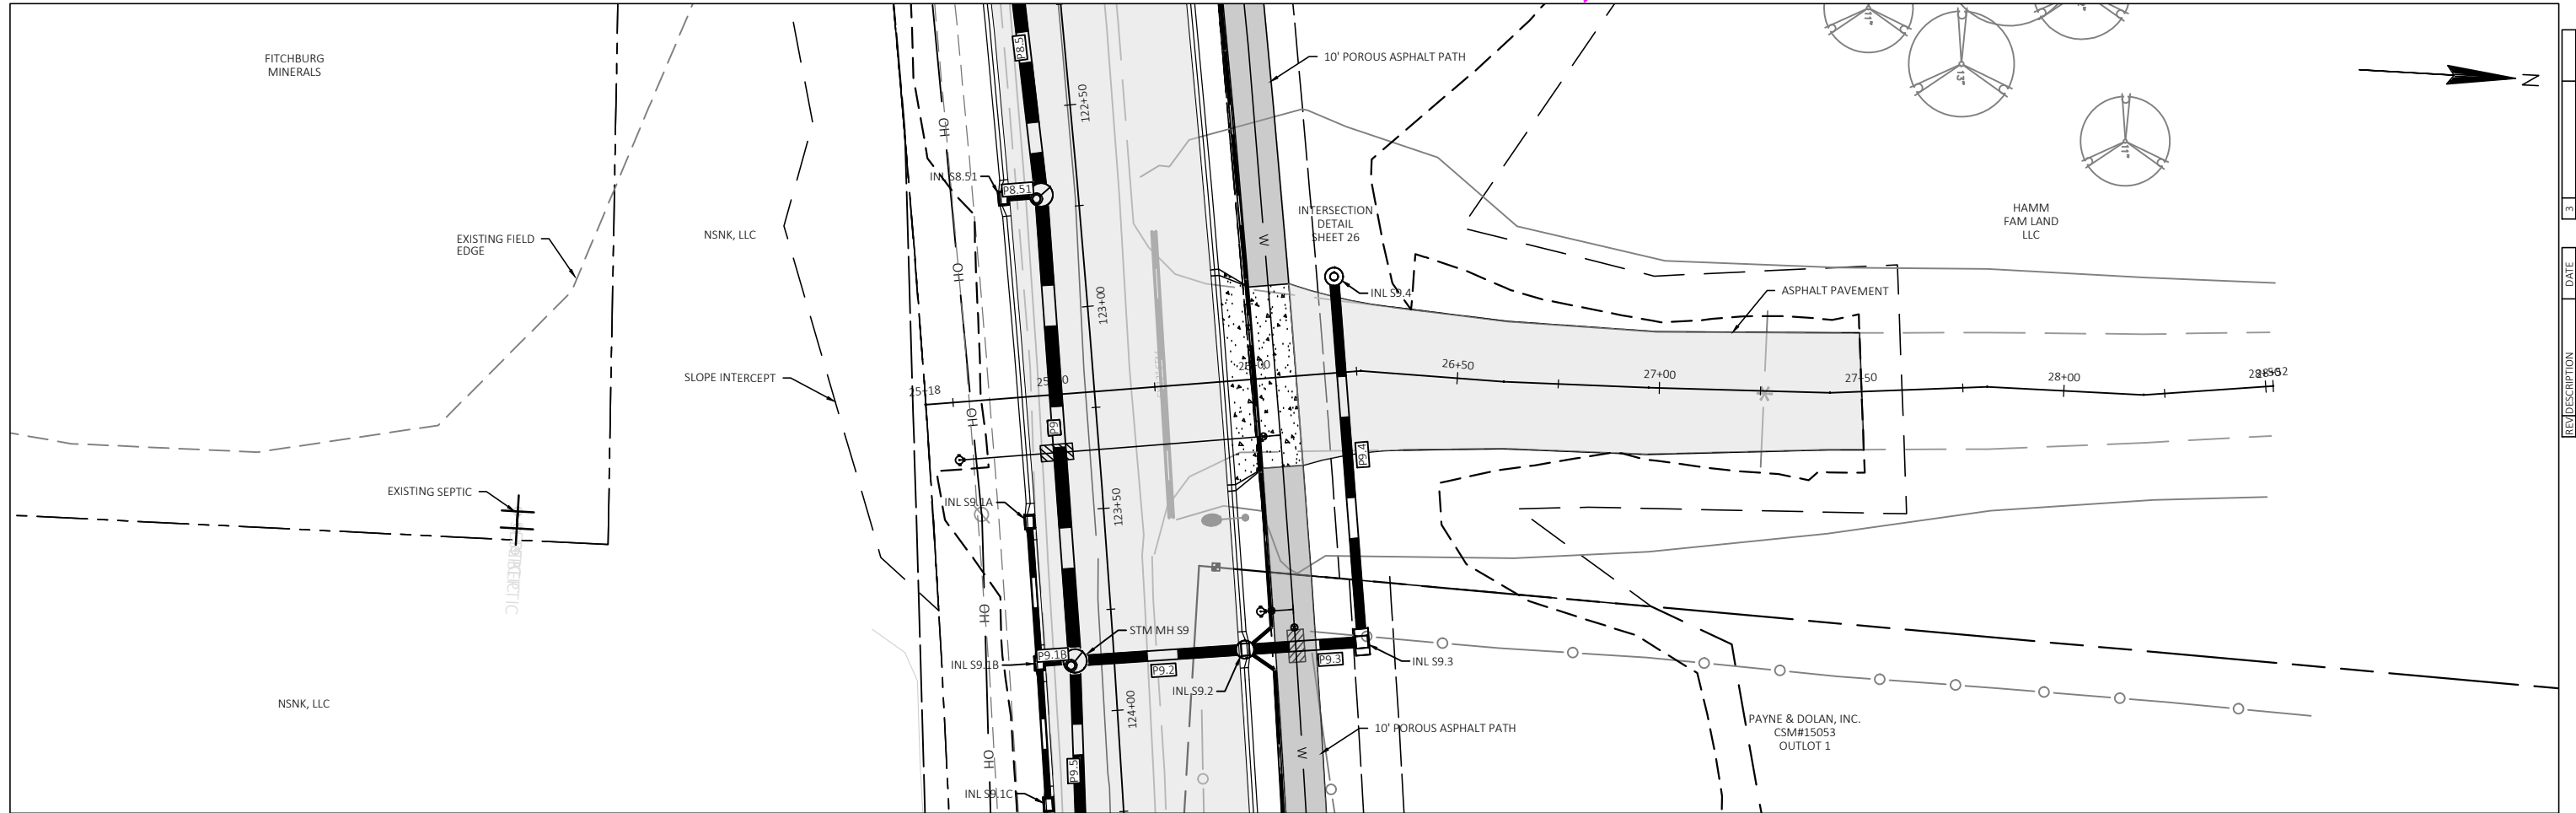 FITCHBURG
MINERALS
EXISTING FIELD
EDGE
NSNK, LLC
SLOPE INTERCEPT
EXISTING SEPTIC
NSNK, LLC
OH
OH
OH
OH
OH
P8.5
122+50
INL S8.51
P8.51
123+00
25+18
P9
INL S9.1A
123+50
STM MH S9
P9.1B
INL S9.1B
P9.2
INL S9.2
124+00
P9.5
INL S9.1C
10' POROUS ASPHALT PATH
W
INTERSECTION
DETAIL
SHEET 26
INL S9.4
ASPHALT PAVEMENT
26+50
27+00
27+50
28+00
P9.4
P9.3
INL S9.3
10' POROUS ASPHALT PATH
W
PAYNE & DOLAN, INC.
CSM#15053
OUTLOT 1
11"
13"
11"
HAMM
FAM LAND
LLC
N
3
DATE
DESCRIPTION
REV